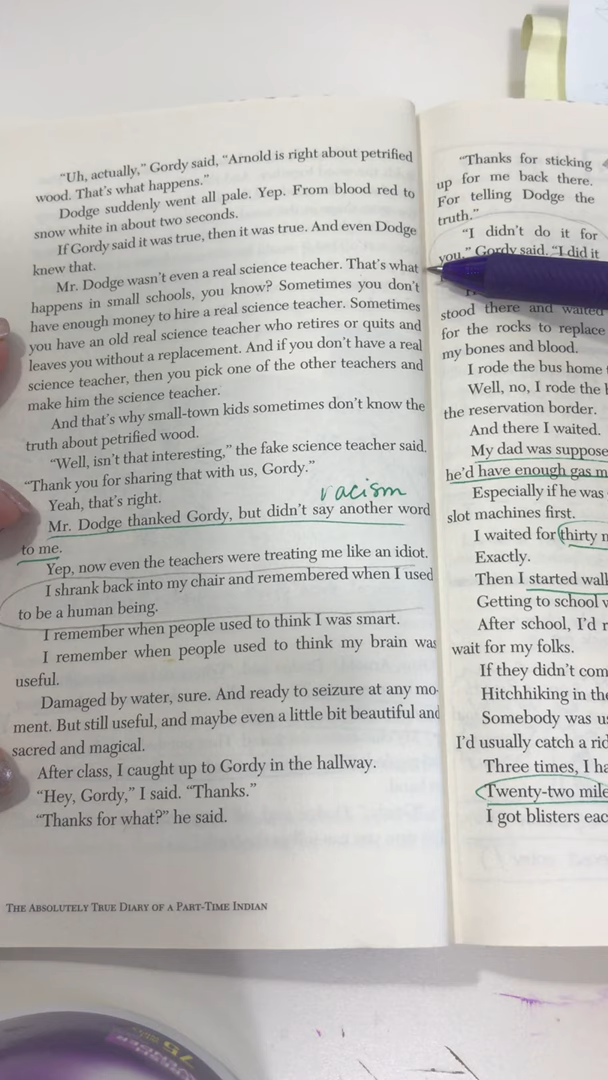 “Uh, actually,” Gordy said, “Arnold is right about petrified
wood. That’s what happens.”
Dodge suddenly went all pale. Yep. From blood red to
snow white in about two seconds.
If Gordy said it was true, then it was true. And even Dodge
knew that.
Mr. Dodge wasn’t even a real science teacher. That’s what
happens in small schools, you know? Sometimes you don’t
have enough money to hire a real science teacher. Sometimes
you have an old real science teacher who retires or quits and
leaves you without a replacement. And if you don’t have a real
science teacher, then you pick one of the other teachers and
make him the science teacher.
And that’s why small-town kids sometimes don’t know the
truth about petrified wood.
“Well, isn’t that interesting,” the fake science teacher said.
“Thank you for sharing that with us, Gordy.”
Yeah, that’s right.
racism
Mr. Dodge thanked Gordy, but didn’t say another word
to me.
Yep, now even the teachers were treating me like an idiot.
I shrank back into my chair and remembered when I used
to be a human being.
I remember when people used to think I was smart.
I remember when people used to think my brain was
useful.
Damaged by water, sure. And ready to seizure at any mo-
ment. But still useful, and maybe even a little bit beautiful and
sacred and magical.
After class, I caught up to Gordy in the hallway.
“Hey, Gordy,” I said. “Thanks.”
“Thanks for what?” he said.
THE ABSOLUTELY TRUE DIARY OF A PART-TIME INDIAN
“Thanks for sticking
up for me back there.
For telling Dodge the
truth.”
“I didn’t do it for
you,” Gordy said. “I did it
stood there and waited
for the rocks to replace
my bones and blood.
I rode the bus home
Well, no, I rode the
the reservation border.
And there I waited.
My dad was suppose
he’d have enough gas m
Especially if he was
slot machines first.
I waited for thirty
Exactly.
Then I started walk
Getting to school
After school, I’d
wait for my folks.
If they didn’t com
Hitchhiking in the
Somebody was us
I’d usually catch a rid
Three times, I ha
Twenty-two mile
I got blisters eac
75